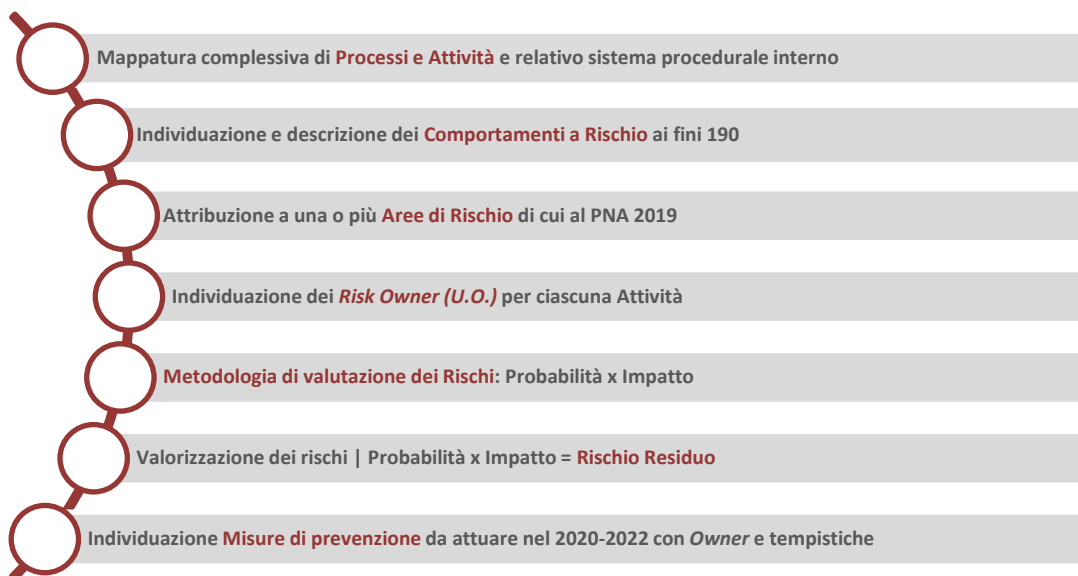 Mappatura complessiva di Processi e Attività e relativo sistema procedurale interno
Individuazione e descrizione dei Comportamenti a Rischio ai fini 190
Attribuzione a una o più Aree di Rischio di cui al PNA 2019
Individuazione dei Risk Owner (U.O.) per ciascuna Attività
Metodologia di valutazione dei Rischi: Probabilità x Impatto
Valorizzazione dei rischi | Probabilità x Impatto = Rischio Residuo
Individuazione Misure di prevenzione da attuare nel 2020-2022 con Owner e tempistiche